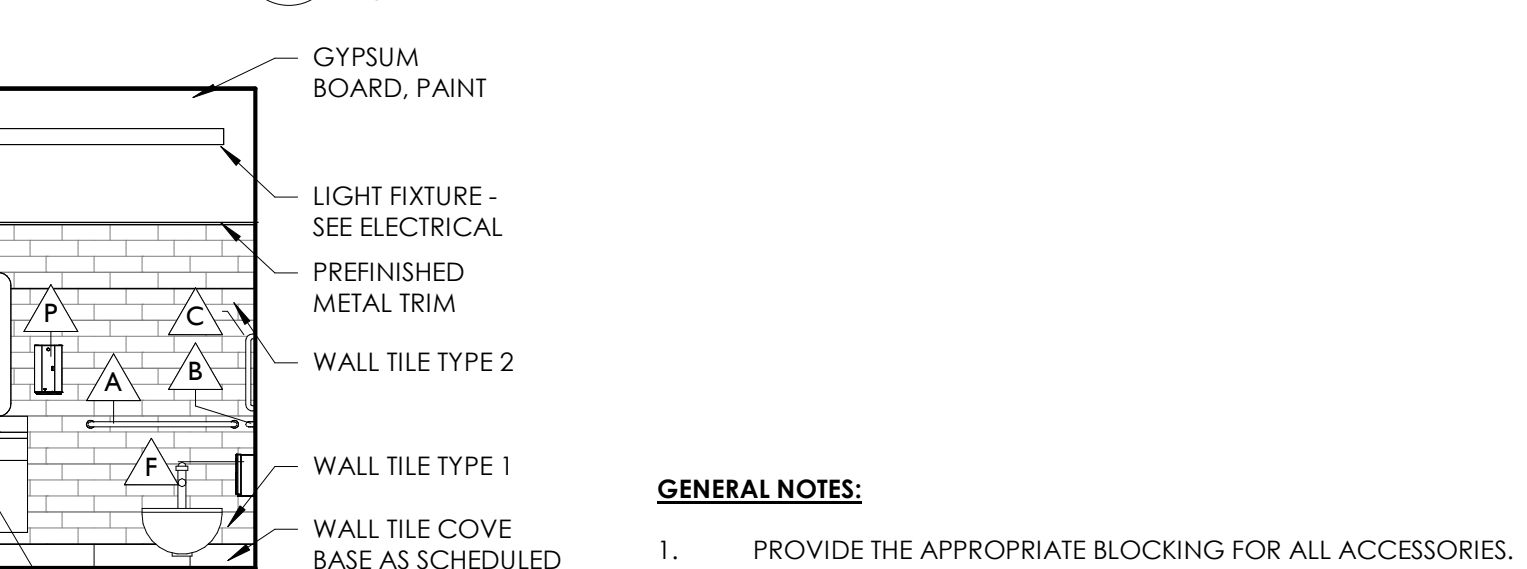 GYPSUM
BOARD, PAINT
LIGHT FIXTURE -
SEE ELECTRICAL
PREFINISHED
METAL TRIM
P
C
WALL TILE TYPE 2
A
B
F
WALL TILE TYPE 1
WALL TILE COVE
BASE AS SCHEDULED
GENERAL NOTES:
1. PROVIDE THE APPROPRIATE BLOCKING FOR ALL ACCESSORIES.